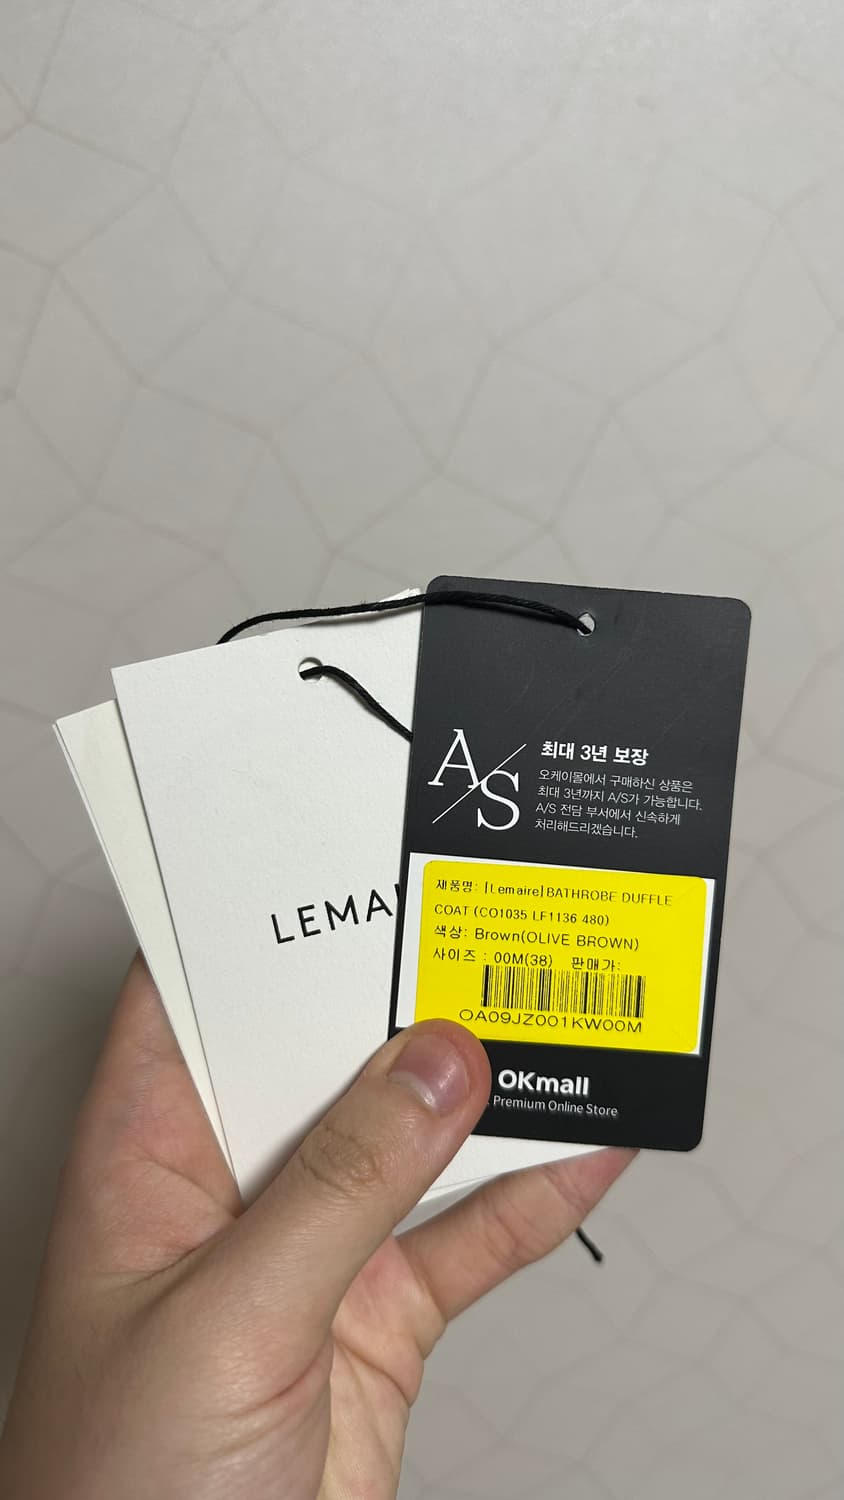 LEMAI
A/S
최대 3년 보장
오케이몰에서 구매하신 상품은
최대 3년까지 A/S가 가능합니다.
A/S 전담 부서에서 신속하게
처리해드리겠습니다.
제품명: [Lemaire]BATHROBE DUFFLE
COAT (CO1035 LF1136 480)
색상: Brown(OLIVE BROWN)
사이즈 : 00M(38) 판매가:
OA09JZ001KW00M
OKmall
Premium Online Store